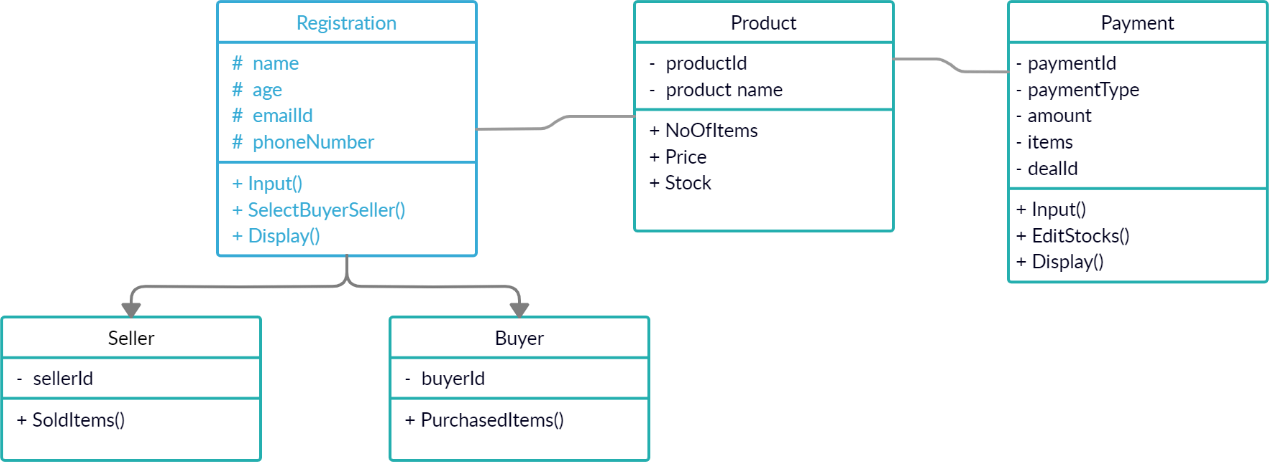 Registration
# name
# age
# emailId
# phoneNumber
+ Input()
+ SelectBuyerSeller()
+ Display()
Product
- productId
- product name
+ NoOfItems
+ Price
+ Stock
Payment
- paymentId
- paymentType
- amount
- items
- dealId
+ Input()
+ EditStocks()
+ Display()
Seller
- sellerId
+ SoldItems()
Buyer
- buyerId
+ PurchasedItems()